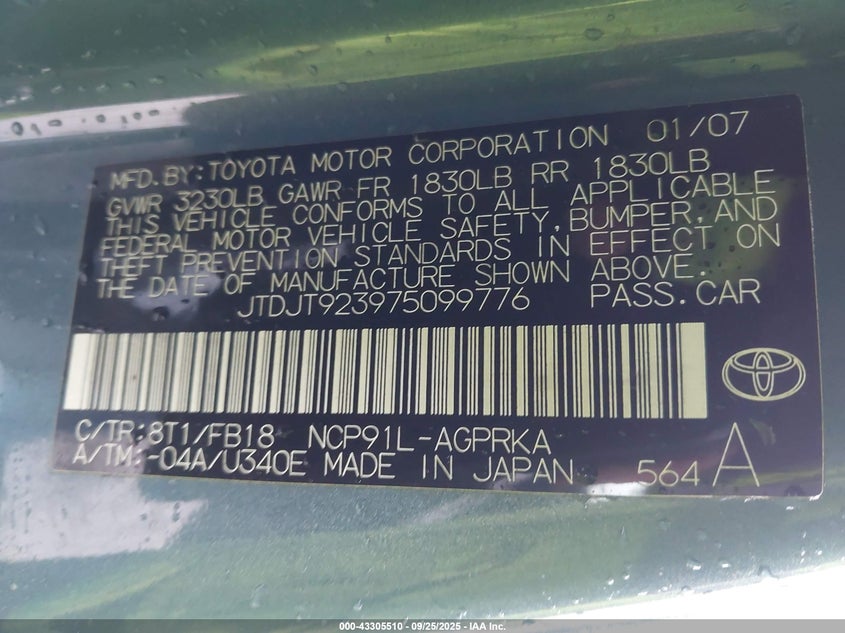 MFD.BY:TOYOTA MOTOR CORPORATION 01/07
GVWR 3230LB GAWR FR 1830LB RR 1830LB
THIS VEHICLE CONFORMS TO ALL APPLICABLE
FEDERAL MOTOR VEHICLE SAFETY,BUMPER,AND
THEFT PREVENTION STANDARDS IN EFFECT ON
THE DATE OF MANUFACTURE SHOWN ABOVE.
JTDJT923975099776 PASS.CAR
C/TR:8T1/FB18 NCP91L-AGPRKA
A/TM:-04A/U340E MADE IN JAPAN 564 A
000-43305510 - 09/25/2025 - IAA Inc.